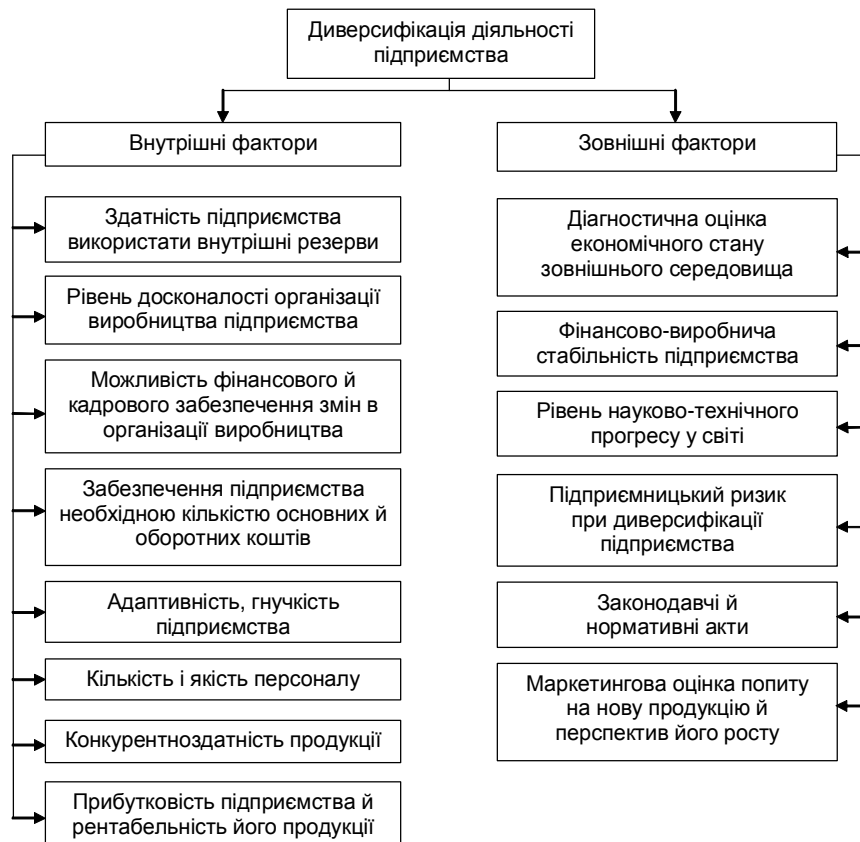 Диверсифікація діяльності
підприємства
Внутрішні фактори
Здатність підприємства
використати внутрішні резерви
Рівень досконалості організації
виробництва підприємства
Можливість фінансового й
кадрового забезпечення змін в
організації виробництва
Забезпечення підприємства
необхідною кількістю основних й
оборотних коштів
Адаптивність, гнучкість
підприємства
Кількість і якість персоналу
Конкурентноздатність продукції
Прибутковість підприємства й
рентабельність його продукції
Зовнішні фактори
Діагностична оцінка
економічного стану
зовнішнього середовища
Фінансово-виробнича
стабільність підприємства
Рівень науково-технічного
прогресу у світі
Підприємницький ризик
при диверсифікації
підприємства
Законодавчі й
нормативні акти
Маркетингова оцінка попиту
на нову продукцію й
перспектив його росту